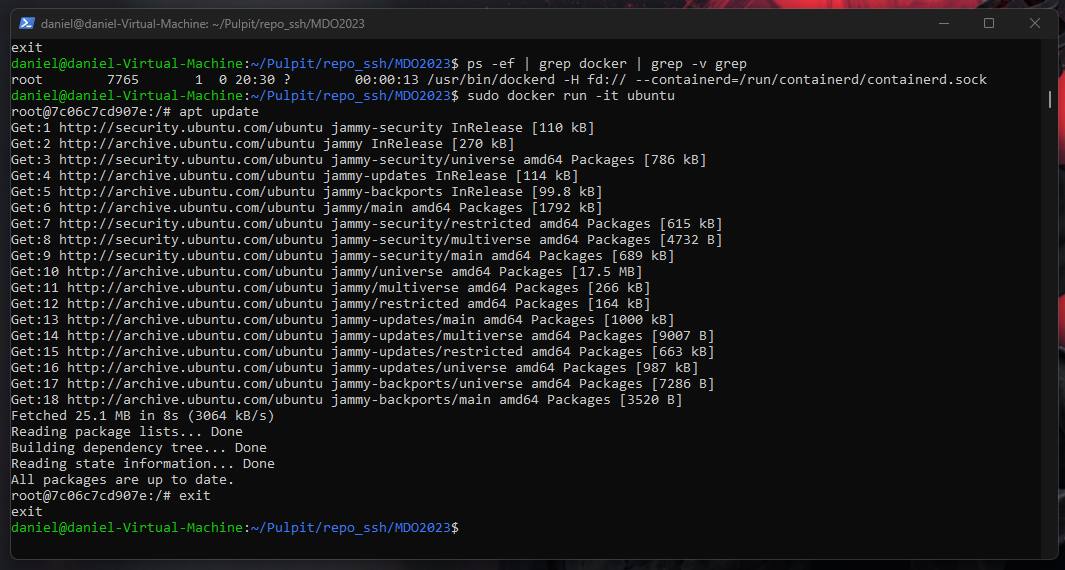 daniel@daniel-Virtual-Machine: ~/Pulpit/repo_ssh/MDO2023
exit
daniel@daniel-Virtual-Machine:~/Pulpit/repo_ssh/MDO2023$ ps -ef | grep docker | grep -v grep
root        7765       1  0 20:30 ?        00:00:13 /usr/bin/dockerd -H fd:// --containerd=/run/containerd/containerd.sock
daniel@daniel-Virtual-Machine:~/Pulpit/repo_ssh/MDO2023$ sudo docker run -it ubuntu
root@7c06c7cd907e:/# apt update
Get:1 http://security.ubuntu.com/ubuntu jammy-security InRelease [110 kB]
Get:2 http://archive.ubuntu.com/ubuntu jammy InRelease [270 kB]
Get:3 http://security.ubuntu.com/ubuntu jammy-security/universe amd64 Packages [786 kB]
Get:4 http://archive.ubuntu.com/ubuntu jammy-updates InRelease [114 kB]
Get:5 http://archive.ubuntu.com/ubuntu jammy-backports InRelease [99.8 kB]
Get:6 http://archive.ubuntu.com/ubuntu jammy/main amd64 Packages [1792 kB]
Get:7 http://security.ubuntu.com/ubuntu jammy-security/restricted amd64 Packages [615 kB]
Get:8 http://security.ubuntu.com/ubuntu jammy-security/multiverse amd64 Packages [4732 B]
Get:9 http://security.ubuntu.com/ubuntu jammy-security/main amd64 Packages [689 kB]
Get:10 http://archive.ubuntu.com/ubuntu jammy/universe amd64 Packages [17.5 MB]
Get:11 http://archive.ubuntu.com/ubuntu jammy/multiverse amd64 Packages [266 kB]
Get:12 http://archive.ubuntu.com/ubuntu jammy/restricted amd64 Packages [164 kB]
Get:13 http://archive.ubuntu.com/ubuntu jammy-updates/main amd64 Packages [1000 kB]
Get:14 http://archive.ubuntu.com/ubuntu jammy-updates/multiverse amd64 Packages [9007 B]
Get:15 http://archive.ubuntu.com/ubuntu jammy-updates/restricted amd64 Packages [663 kB]
Get:16 http://archive.ubuntu.com/ubuntu jammy-updates/universe amd64 Packages [987 kB]
Get:17 http://archive.ubuntu.com/ubuntu jammy-backports/universe amd64 Packages [7286 B]
Get:18 http://archive.ubuntu.com/ubuntu jammy-backports/main amd64 Packages [3520 B]
Fetched 25.1 MB in 8s (3064 kB/s)
Reading package lists... Done
Building dependency tree... Done
Reading state information... Done
All packages are up to date.
root@7c06c7cd907e:/# exit
exit
daniel@daniel-Virtual-Machine:~/Pulpit/repo_ssh/MDO2023$